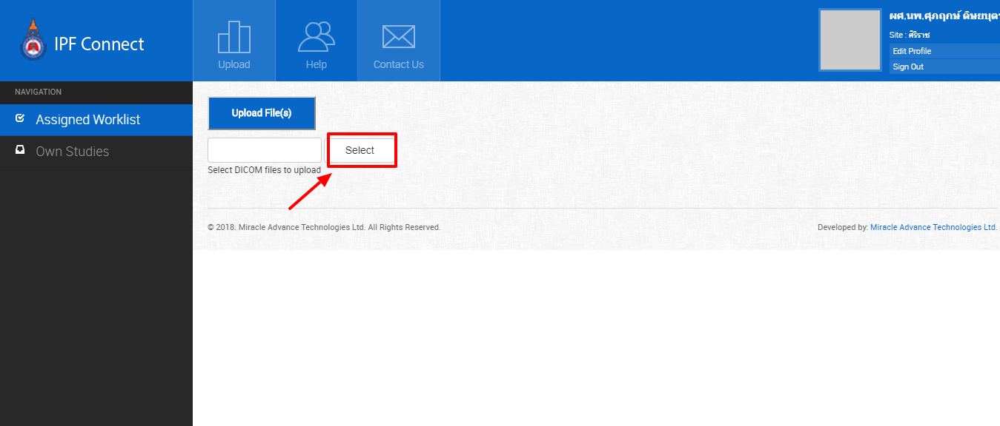 IPF Connect
Upload
Help
Contact Us
ผศ.นพ.ศุภฤกษ์ ดิษยบุตร
Site : ศิริราช
Edit Profile
Sign Out
NAVIGATION
Assigned Worklist
Own Studies
Upload File(s)
Select
Select DICOM files to upload
© 2018. Miracle Advance Technologies Ltd. All Rights Reserved.
Developed by: Miracle Advance Technologies Ltd.